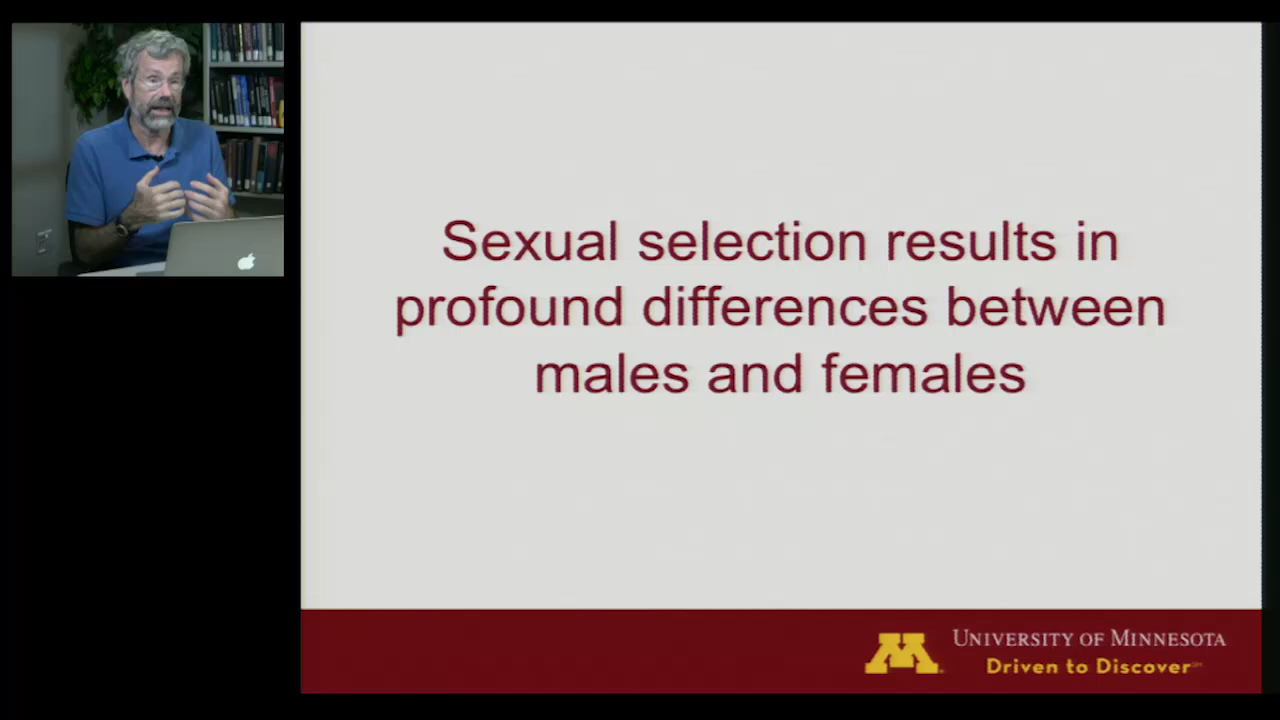 Sexual selection results in
profound differences between
males and females
UNIVERSITY OF MINNESOTA
Driven to Discover